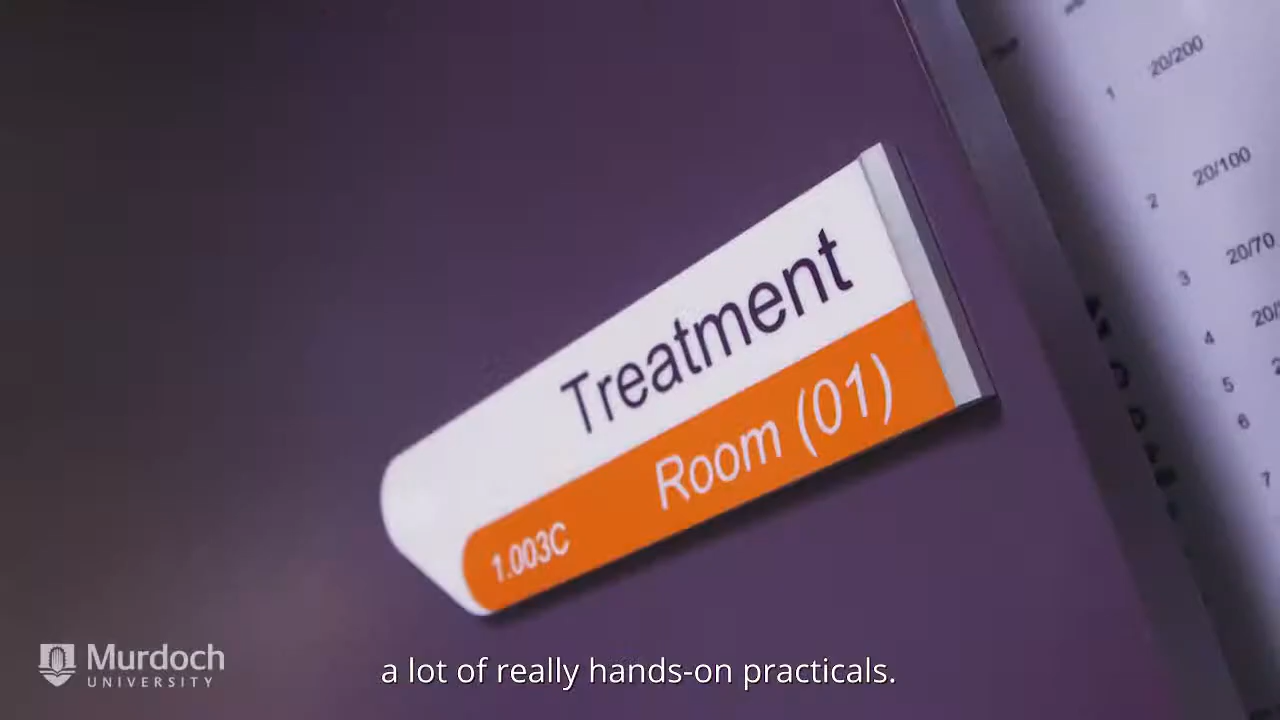 Treatment
Room (01)
1.003C
1 20/200
2 20/100
3 20/70
4
5
6
7
Murdoch
UNIVERSITY
a lot of really hands-on practicals.